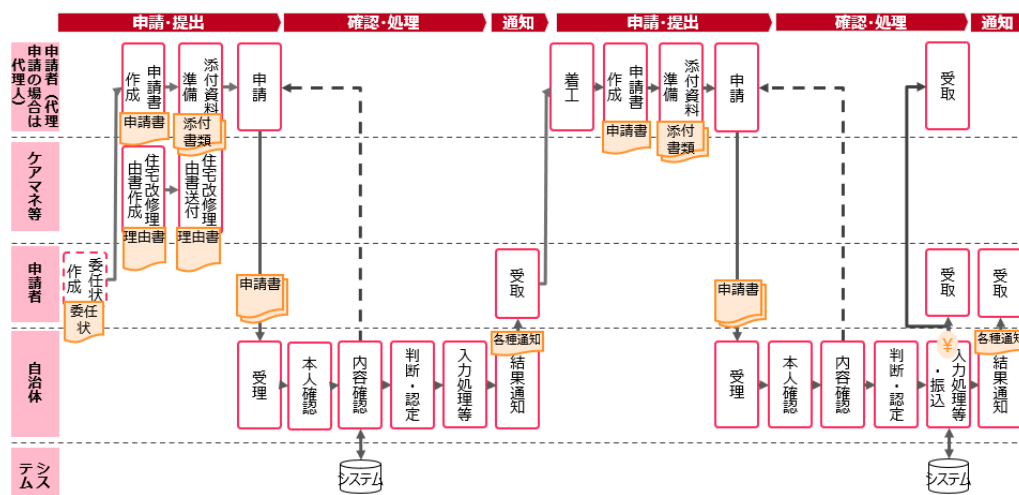 申請・提出
確認・処理
通知
申請・提出
確認・処理
通知
申請者（代理
申請の場合は
代理人）
申請書
作成
添付資料
準備
申請
着工
申請書
作成
添付資料
準備
申請
受取
申請書
添付
書類
申請書
添付
書類
ケアマネ等
住宅改修理
由書作成
住宅改修理
由書送付
理由書
理由書
申請者
委任状
作成
委任
状
申請書
受取
申請書
受取
受取
各種通知
¥
各種通知
自治体
受理
本人確認
内容確認
判断・認定
入力処理等
結果通知
受理
本人確認
内容確認
判断・認定
入力処理等
・振込
結果通知
シス
テム
システム
システム